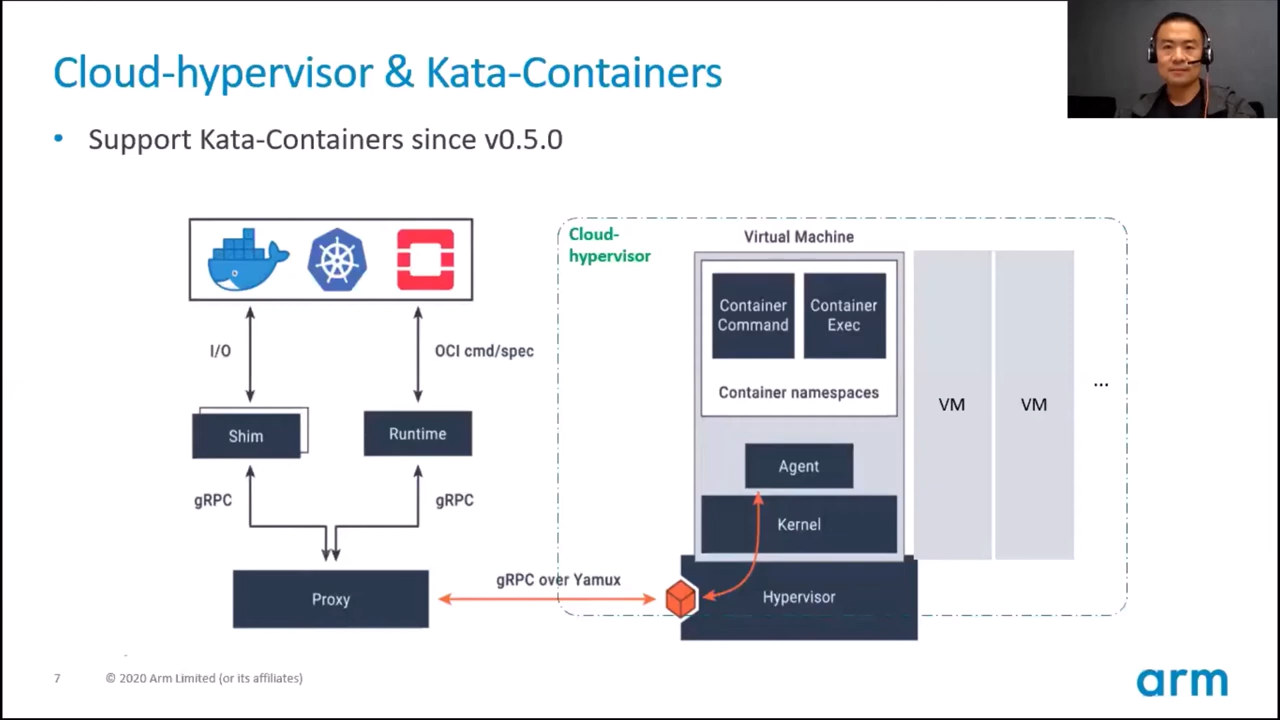 Cloud-hypervisor & Kata-Containers
• Support Kata-Containers since v0.5.0
Cloud-
hypervisor
Virtual Machine
Container
Command
Container
Exec
I/O
OCI cmd/spec
Container namespaces
VM
VM
...
Shim
Runtime
Agent
gRPC
gRPC
Kernel
gRPC over Yamux
Proxy
Hypervisor
7
© 2020 Arm Limited (or its affiliates)
arm